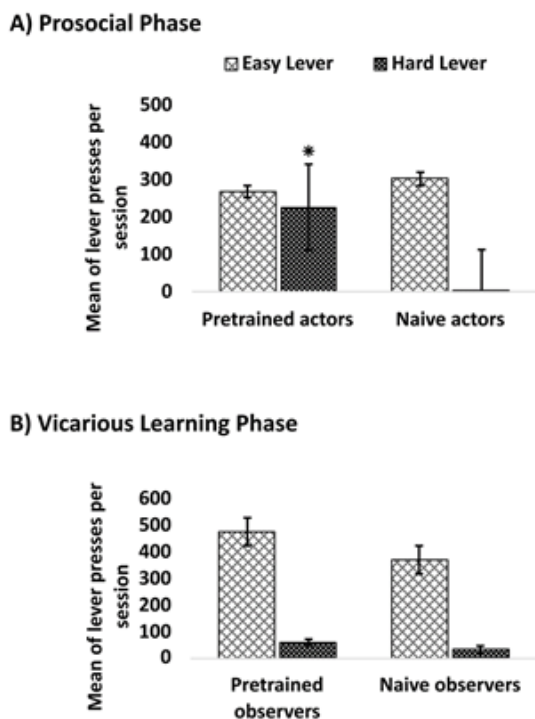 A) Prosocial Phase
Easy Lever Hard Lever
Mean of lever presses per
session
500
400
300
200
100
0
*
Pretrained actors Naive actors
B) Vicarious Learning Phase
Mean of lever presses per
session
600
500
400
300
200
100
0
Pretrained Naive observers
observers